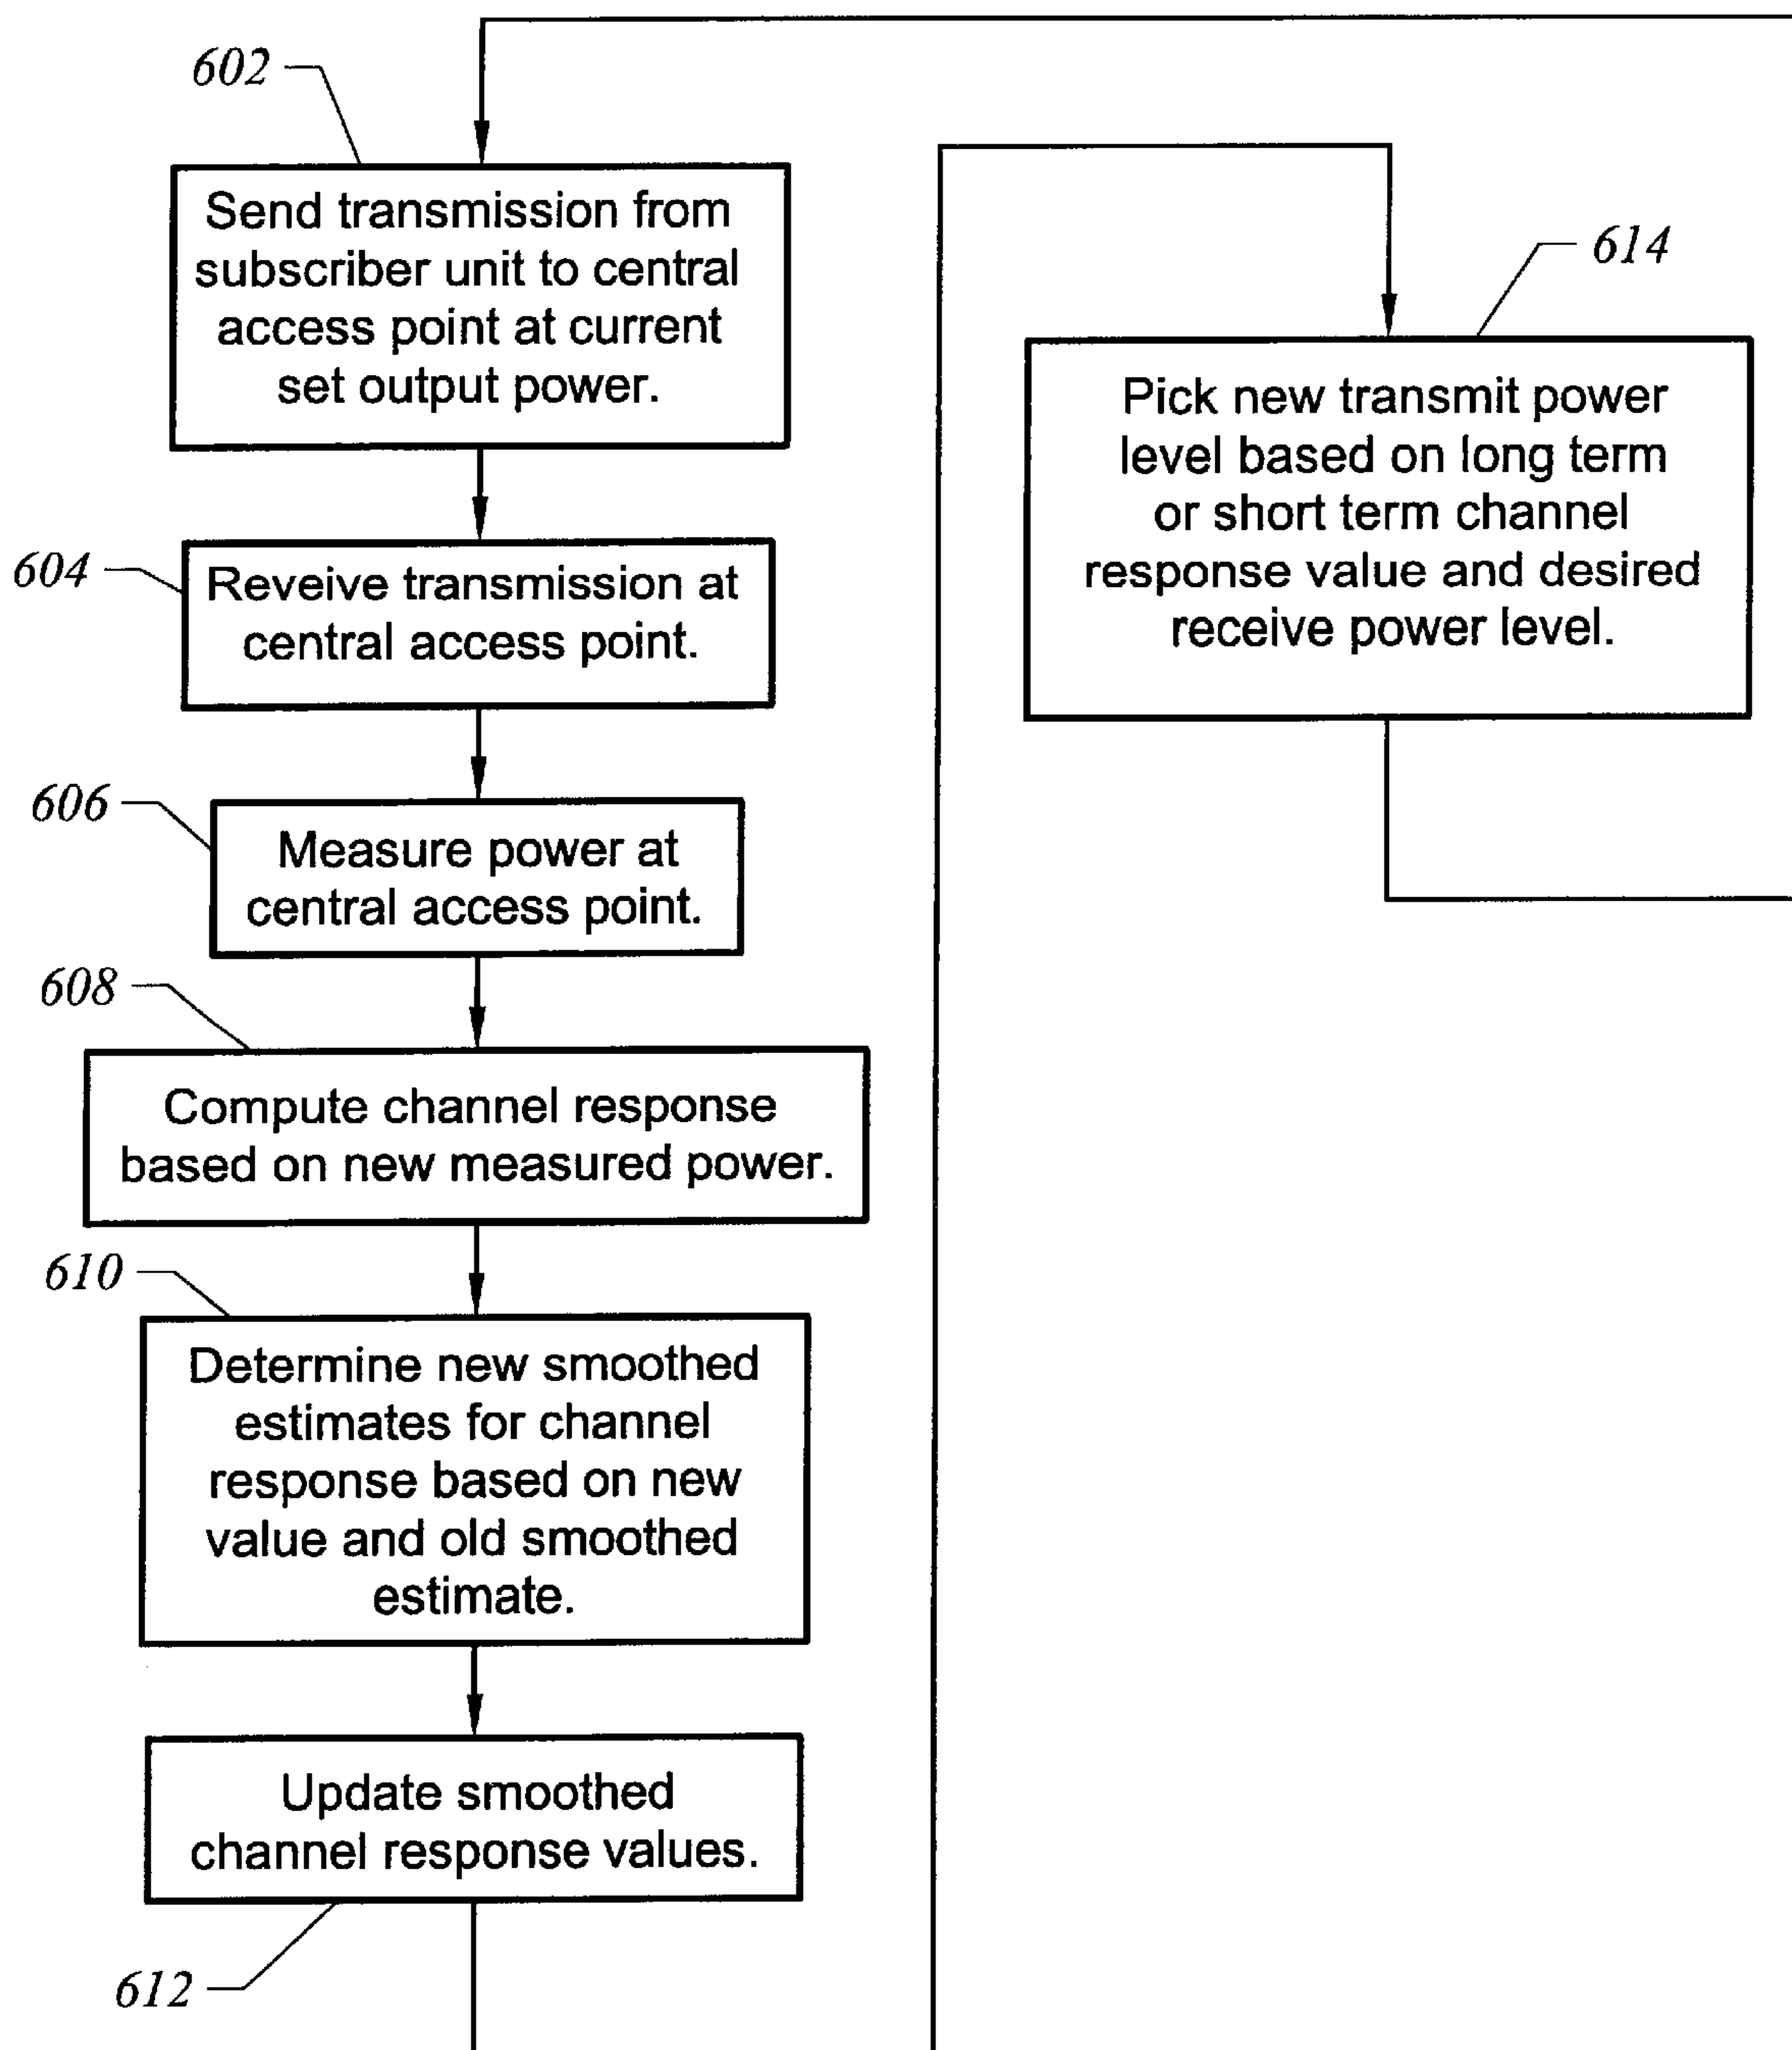 602
Send transmission from
subscriber unit to central
access point at current
set output power.
604
Reveive transmission at
central access point.
606
Measure power at
central access point.
608
Compute channel response
based on new measured power.
610
Determine new smoothed
estimates for channel
response based on new
value and old smoothed
estimate.
Update smoothed
channel response values.
612
614
Pick new transmit power
level based on long term
or short term channel
response value and desired
receive power level.